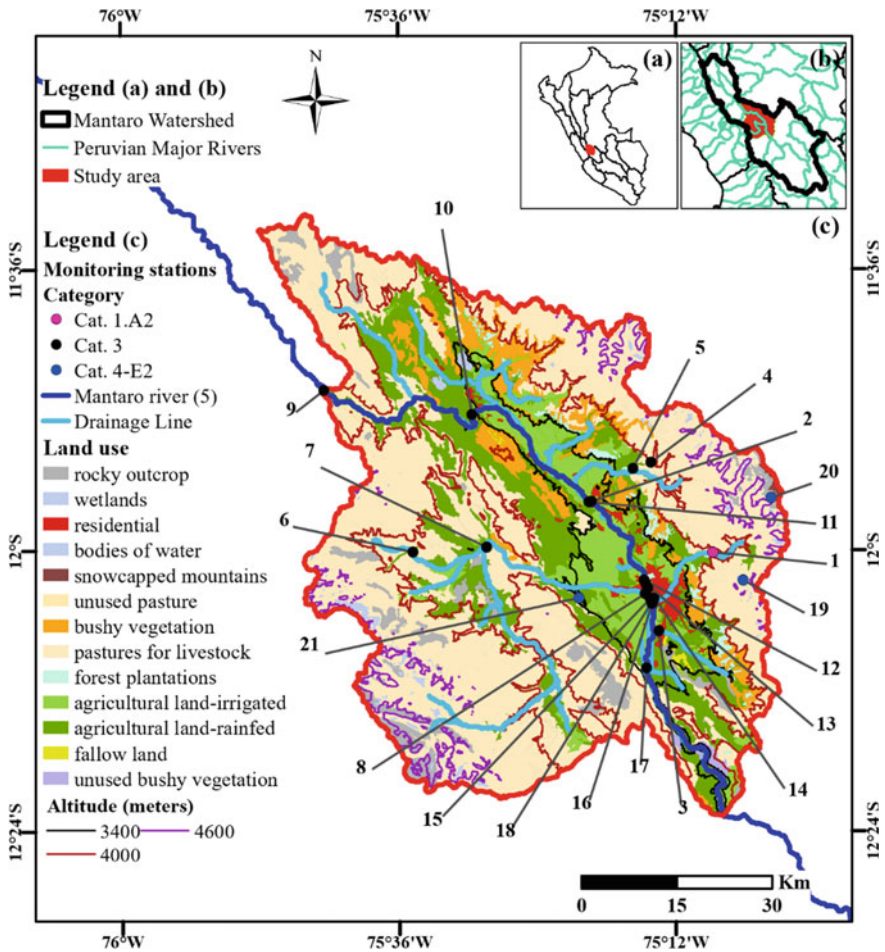 76°W 75°36'W 75°12'W
N
(a)
(b)
Legend (a) and (b)
Mantaro Watershed
Peruvian Major Rivers
Study area
(c)
10
Legend (c)
Monitoring stations
Category
Cat. 1.A2
Cat. 3
Cat. 4-E2
Mantaro river (5)
Drainage Line
Land use
rocky outcrop
wetlands
residential
bodies of water
snowcapped mountains
unused pasture
bushy vegetation
pastures for livestock
forest plantations
agricultural land-irrigated
agricultural land-rainfed
fallow land
unused bushy vegetation
Altitude (meters)
3400 4600
4000
11°36'S
12°S
12°24'S
11°36'S
12°S
12°24'S
5
4
9
2
7
20
6
11
1
19
21
12
13
8
17
14
15
16
3
18
Km
0 15 30
76°W 75°36'W 75°12'W